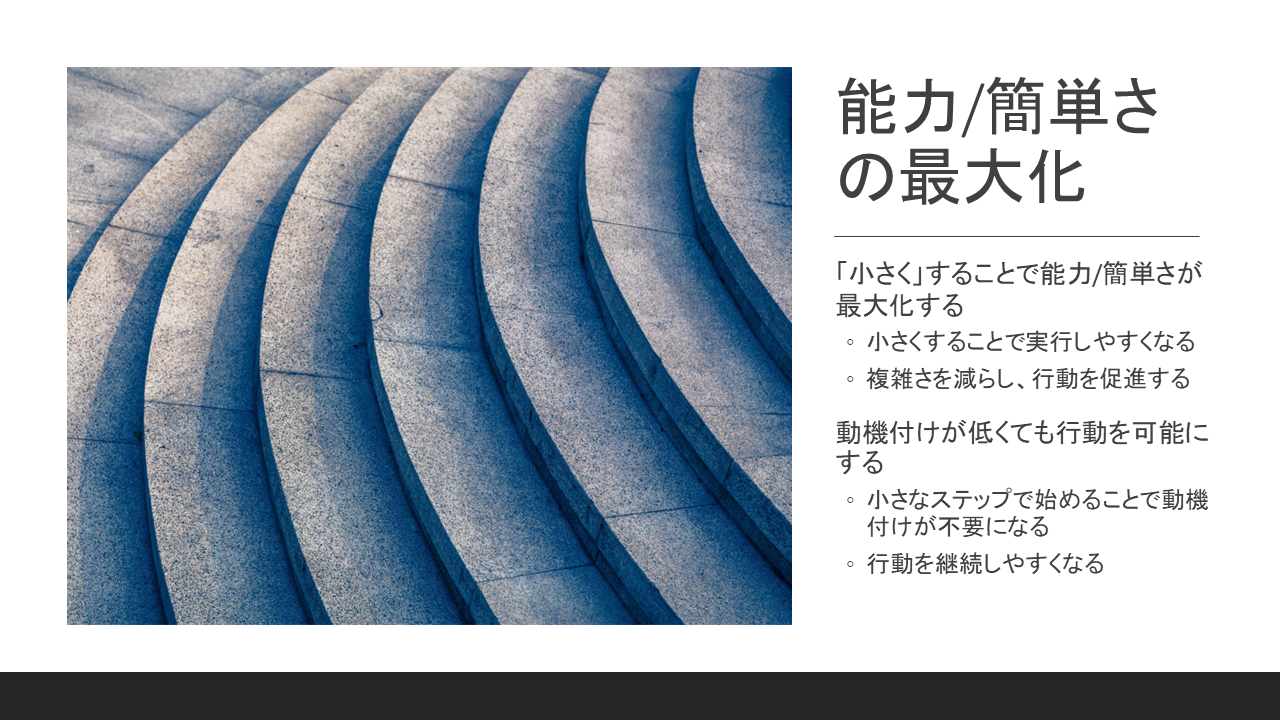 能力/簡単さ
の最大化
「小さく」することで能力/簡単さが
最大化する
◦ 小さくすることで実行しやすくなる
◦ 複雑さを減らし、行動を促進する
動機付けが低くても行動を可能に
する
◦ 小さなステップで始めることで動機
付けが不要になる
◦ 行動を継続しやすくなる